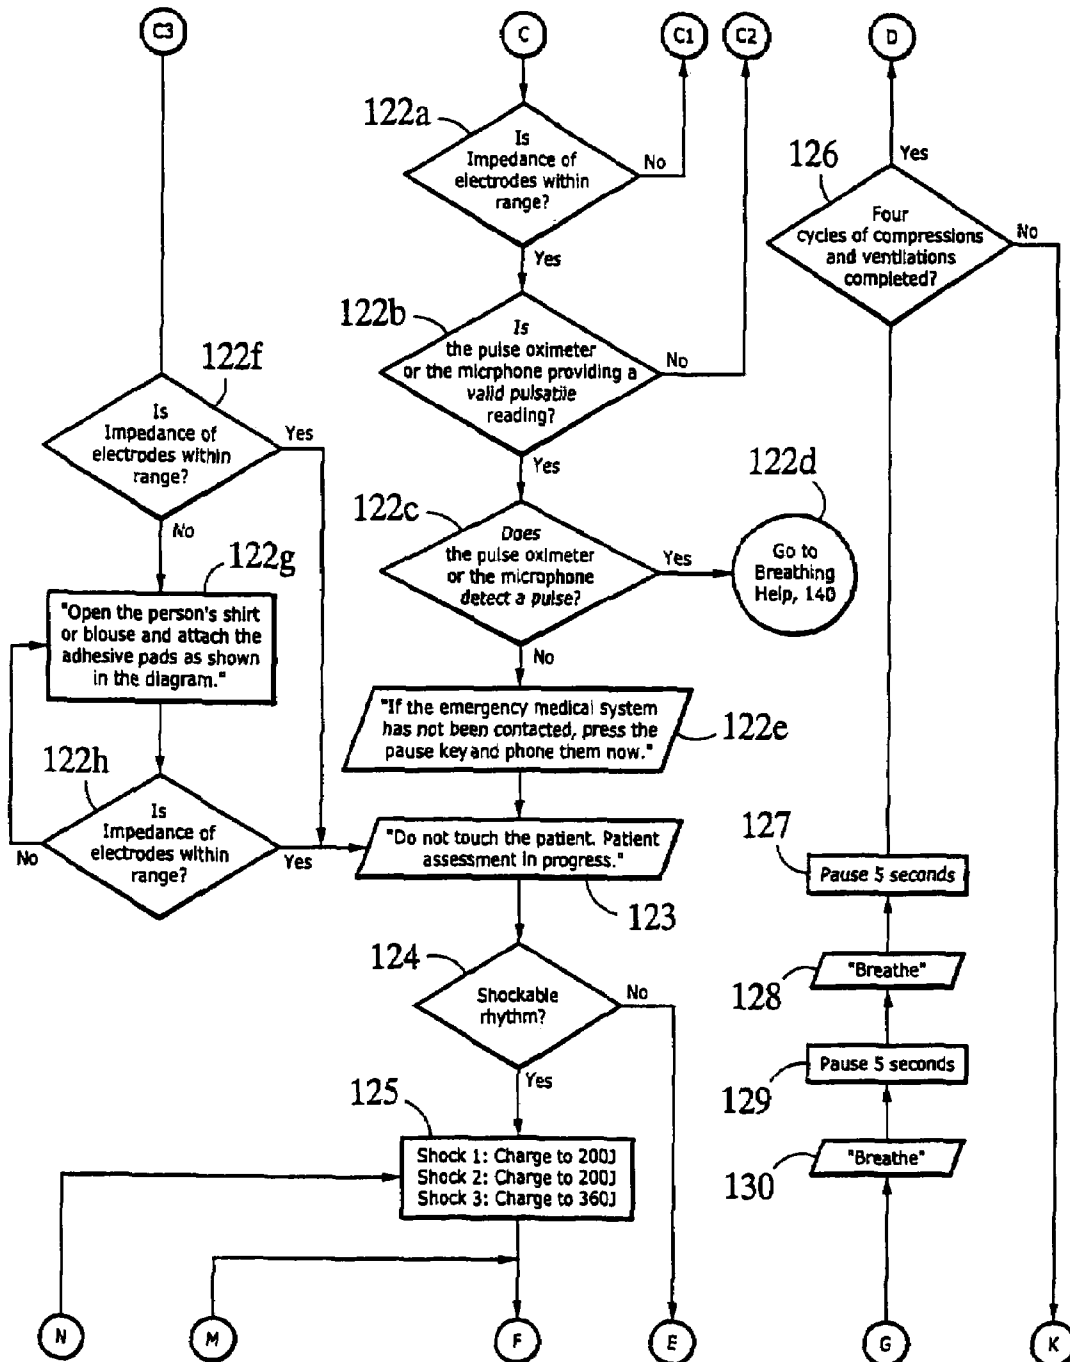 C3
C
C1
C2
D
122a
Is
Impedance of
electrodes within
range?
No
Yes
126
Yes
Four
cycles of compressions
and ventilations
completed?
No
122b
Is
the pulse oximeter
or the micrphone providing a
valid pulsatile
reading?
No
Yes
122f
Is
Impedance of
electrodes within
range?
Yes
No
122c
Does
the pulse oximeter
or the microphone
detect a pulse?
Yes
No
122d
Go to
Breathing
Help, 140
122g
"Open the person's shirt
or blouse and attach the
adhesive pads as shown
in the diagram."
"If the emergency medical system
has not been contacted, press the
pause key and phone them now."
122e
122h
Is
Impedance of
electrodes within
range?
No
Yes
"Do not touch the patient. Patient
assessment in progress."
123
127
Pause 5 seconds
124
Shockable
rhythm?
No
Yes
"Breathe"
128
Pause 5 seconds
129
125
Shock 1: Charge to 200J
Shock 2: Charge to 200J
Shock 3: Charge to 360J
"Breathe"
130
N
M
F
E
G
K